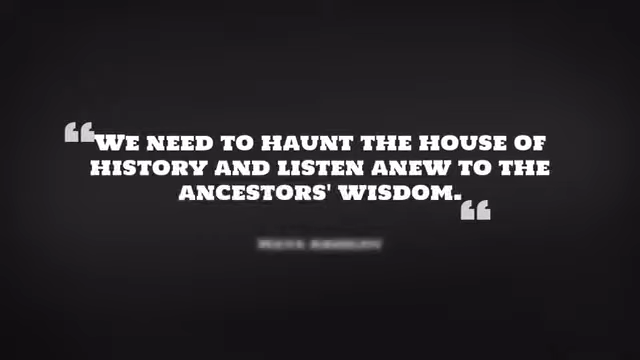 “We need to haunt the house of
history and listen anew to the
ancestors' wisdom.“